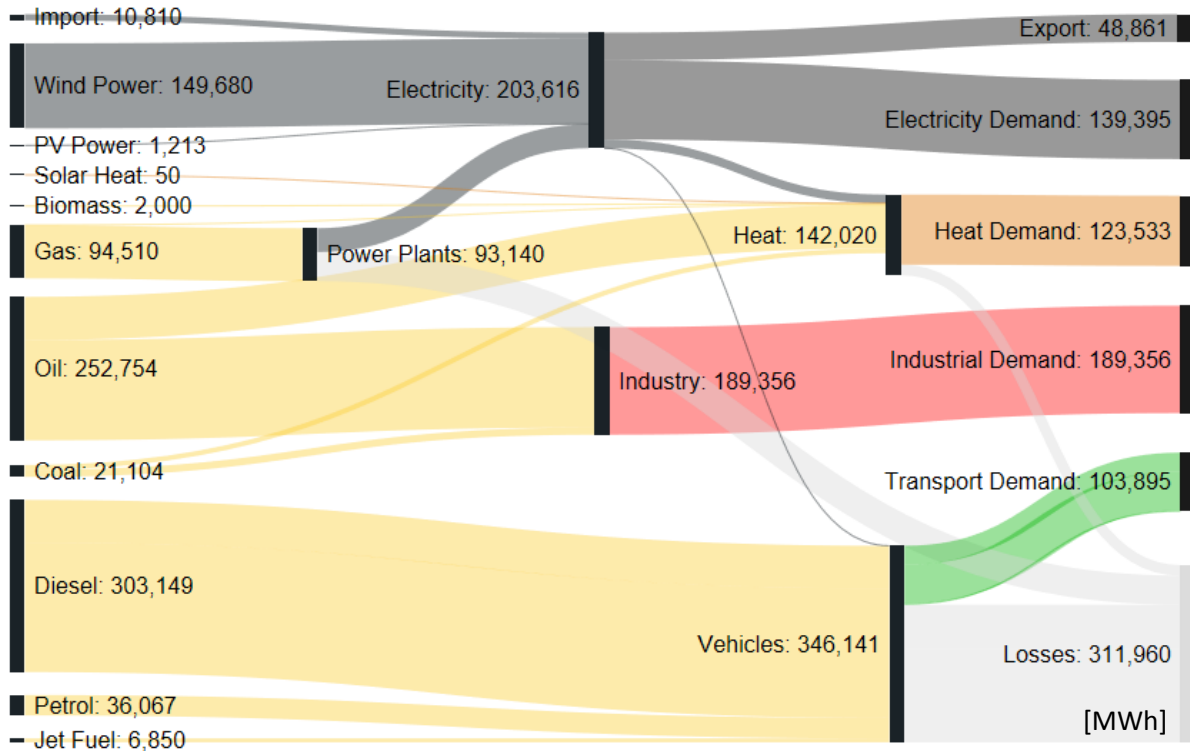 Import: 10,810
Wind Power: 149,680
PV Power: 1,213
Solar Heat: 50
Biomass: 2,000
Gas: 94,510
Oil: 252,754
Coal: 21,104
Diesel: 303,149
Petrol: 36,067
Jet Fuel: 6,850
Power Plants: 93,140
Electricity: 203,616
Industry: 189,356
Heat: 142,020
Vehicles: 346,141
Export: 48,861
Electricity Demand: 139,395
Heat Demand: 123,533
Industrial Demand: 189,356
Transport Demand: 103,895
Losses: 311,960
[MWh]